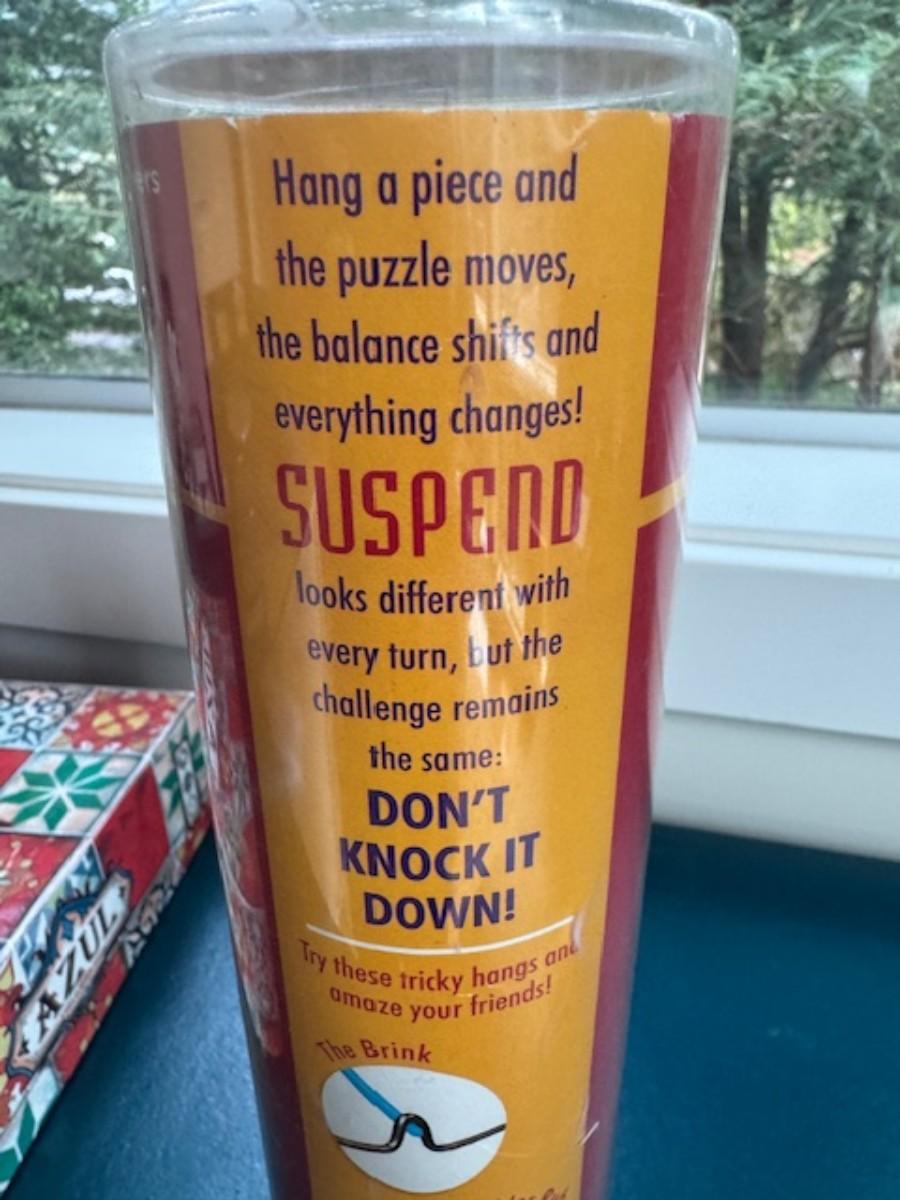 Hang a piece and
the puzzle moves,
the balance shifts and
everything changes!
SUSPEND
looks different with
every turn, but the
challenge remains
the same:
DON'T
KNOCK IT
DOWN!
Try these tricky hangs and
amaze your friends!
The Brink
AZUL